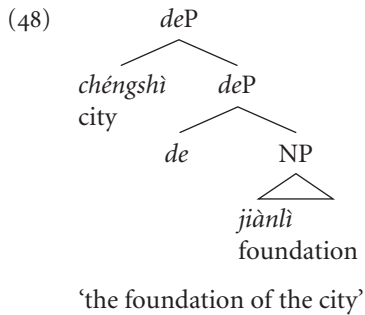 (48) deP
chéngshì deP
city
de NP
jiànlì
foundation
‘the foundation of the city’